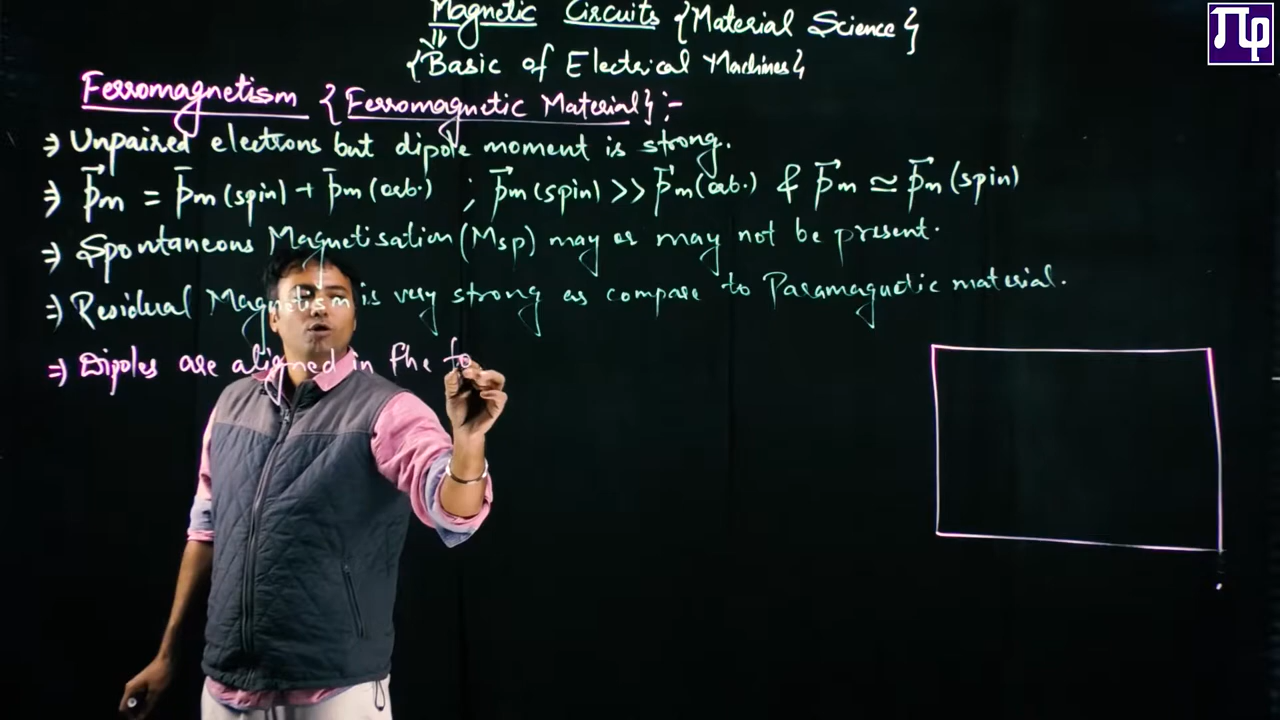 Magnetic Circuits {Material Science}
⇓
{Basic of Electrical Machines}
Ferromagnetism {Ferromagnetic Material} :-
⇒ Unpaired electrons but dipole moment is strong.
⇒ p⃗m = p̄m (spin) + p̄m (orb.) ; p⃗m (spin) >> p⃗m (orb.) & p⃗m ≃ p⃗m (spin)
⇒ Spontaneous Magnetisation (Msp) may or may not be present.
⇒ Residual Magnetism is very strong as compare to Paramagnetic material.
⇒ Dipoles are aligned in the fo